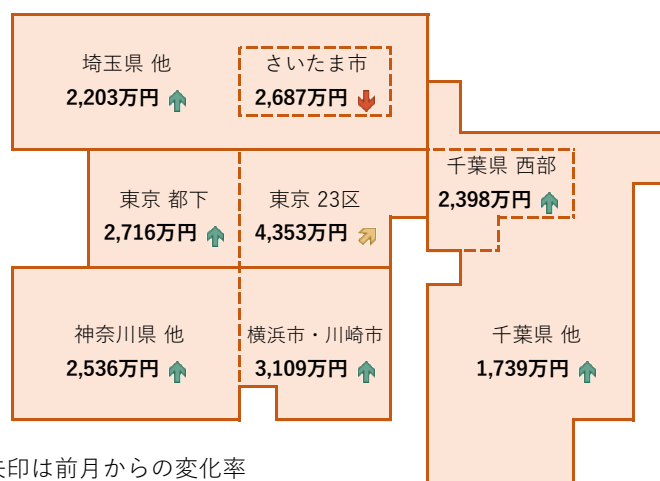 埼玉県 他
2,203万円
さいたま市
2,687万円
千葉県 西部
2,398万円
東京 都下
2,716万円
東京 23区
4,353万円
神奈川県 他
2,536万円
横浜市・川崎市
3,109万円
千葉県 他
1,739万円
矢印は前月からの変化率